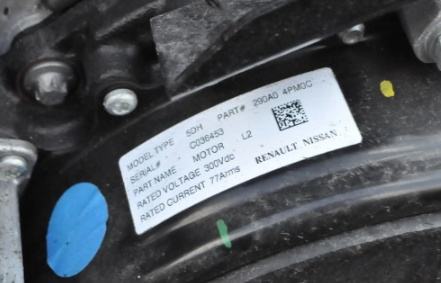 MODEL TYPE 5DH PART# 290A0 4PM0C
SERIAL# C036453
PART NAME MOTOR L2
RATED VOLTAGE 300Vdc
RATED CURRENT 77Arms
RENAULT NISSAN